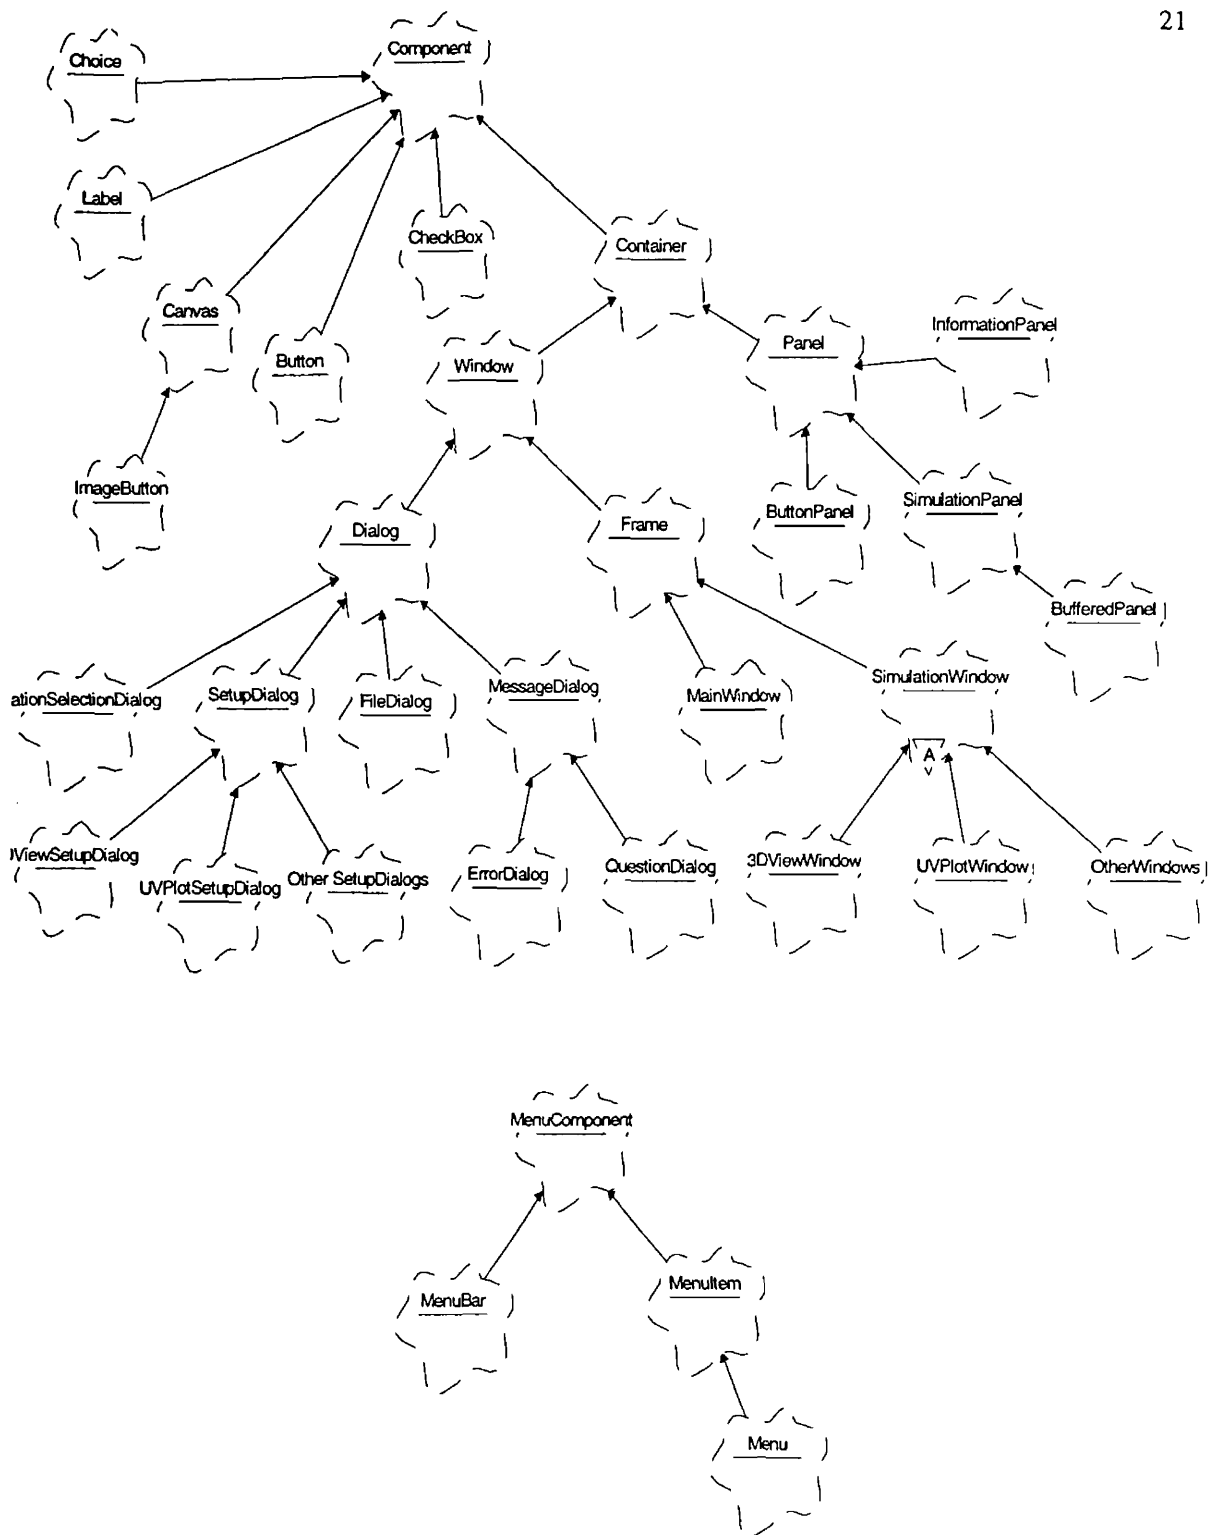 21
Component
Choice
Label
CheckBox
Container
Canvas
Button
Window
Panel
InformationPanel
ImageButton
Dialog
Frame
ButtonPanel
SimulationPanel
BufferedPanel
ationSelectionDialog
SetupDialog
FileDialog
MessageDialog
MainWindow
SimulationWindow
A
ViewSetupDialog
UVPlotSetupDialog
Other SetupDialogs
ErrorDialog
QuestionDialog
3DViewWindow
UVPlotWindow
OtherWindows
MenuComponent
MenuBar
MenuItem
Menu